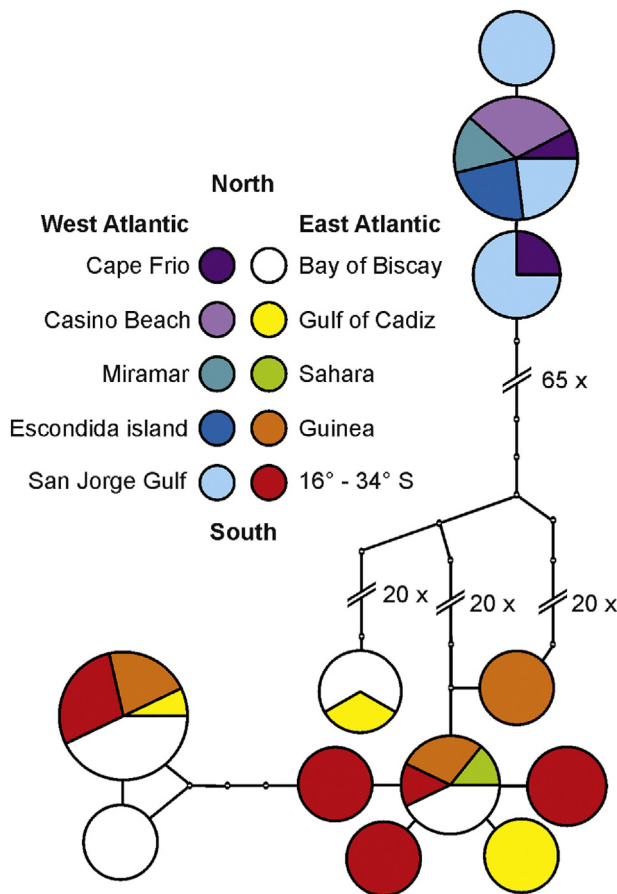 North
West Atlantic East Atlantic
Cape Frio Bay of Biscay
Casino Beach Gulf of Cadiz
Miramar Sahara
Escondida island Guinea
San Jorge Gulf 16° - 34° S
South
65 x
20 x 20 x 20 x